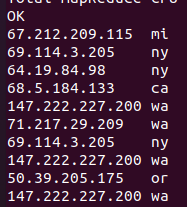 Total MapReduce CPU
OK
67.212.209.115 mi
69.114.3.205 ny
64.19.84.98 ny
68.5.184.133 ca
147.222.227.200 wa
71.217.29.209 wa
69.114.3.205 ny
147.222.227.200 wa
50.39.205.175 or
147.222.227.200 wa